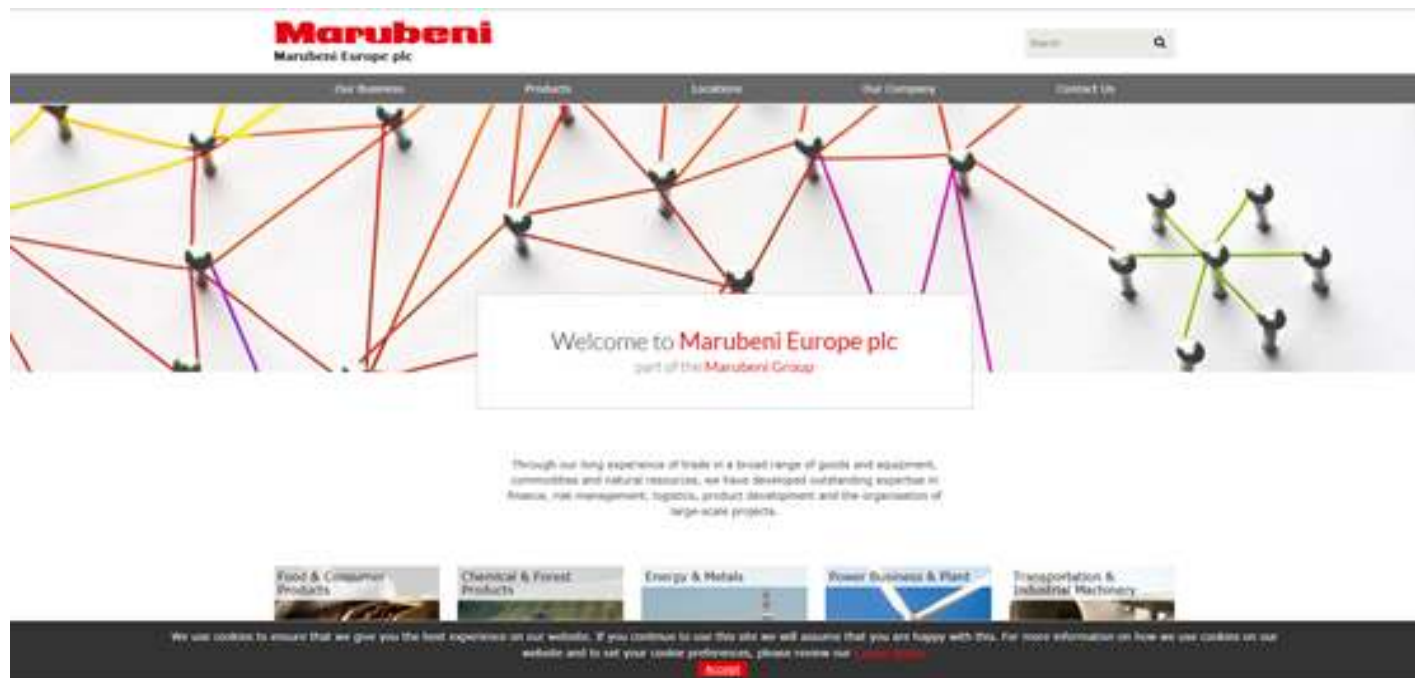 Marubeni
Marubeni Europe plc
Search
Our Business
Products
Locations
Our Company
Contact Us
Welcome to Marubeni Europe plc
part of the Marubeni Group
Through our long experience of trade in a broad range of goods and equipment,
commodities and natural resources, we have developed outstanding expertise in
finance, risk management, logistics, product development and the organisation of
large-scale projects.
Food & Consumer
Products
Chemical & Forest
Products
Energy & Metals
Power Business & Plant
Transportation &
Industrial Machinery
We use cookies to ensure that we give you the best experience on our website. If you continue to use this site we will assume that you are happy with this. For more information on how we use cookies on our
website and to set your cookie preferences, please review our
Accept